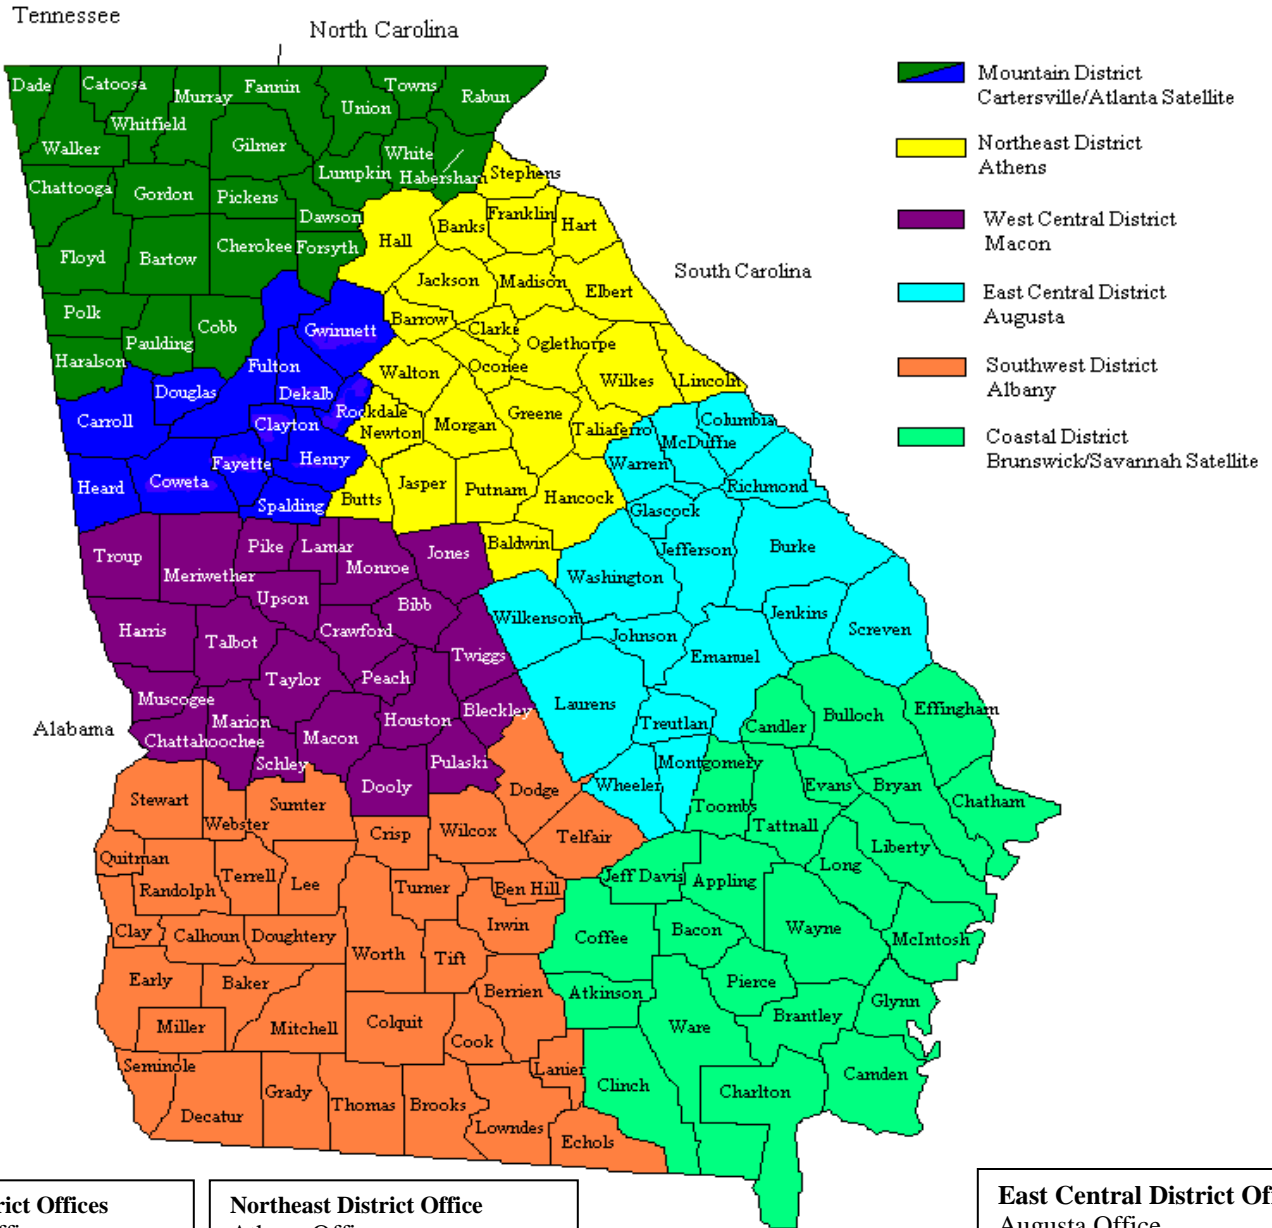 Tennessee
North Carolina
Dade
Catoosa
Murray
Fannin
Union
Towns
Rabun
Whitfield
Walker
Gilmer
White
Lumpkin
Habersham
Stephens
Chattooga
Gordon
Pickens
Dawson
Banks
Franklin
Hart
Floyd
Bartow
Cherokee
Forsyth
Hall
Jackson
Madison
Elbert
Polk
Paulding
Cobb
Gwinnett
Barrow
Clarke
Oglethorpe
Haralson
Fulton
Walton
Oconee
Wilkes
Lincoln
Douglas
Dekalb
Rockdale
Carroll
Clayton
Newton
Morgan
Greene
Taliaferro
Columbia
McDuffie
Heard
Coweta
Fayette
Henry
Warren
Spalding
Butts
Jasper
Putnam
Hancock
Richmond
Glascock
Troup
Meriwether
Pike
Lamar
Monroe
Jones
Baldwin
Jefferson
Burke
Upson
Bibb
Washington
Harris
Talbot
Crawford
Wilkenson
Johnson
Jenkins
Screven
Twiggs
Emanuel
Taylor
Peach
Muscogee
Marion
Houston
Bleckley
Laurens
Treutlan
Candler
Bulloch
Effingham
Alabama
Chattahoochee
Schley
Macon
Pulaski
Montgomery
Dooly
Dodge
Wheeler
Evans
Bryan
Chatham
Stewart
Webster
Sumter
Crisp
Wilcox
Telfair
Toombs
Tattnall
Liberty
Long
Quitman
Randolph
Terrell
Lee
Turner
Ben Hill
Jeff Davis
Appling
Clay
Calhoun
Doughtery
Worth
Tift
Irwin
Coffee
Bacon
Wayne
McIntosh
Early
Baker
Berrien
Atkinson
Pierce
Brantley
Glynn
Miller
Mitchell
Colquit
Cook
Ware
Seminole
Lanier
Clinch
Charlton
Camden
Decatur
Grady
Thomas
Brooks
Lowndes
Echols
South Carolina
Mountain District
Cartersville/Atlanta Satellite
Northeast District
Athens
West Central District
Macon
East Central District
Augusta
Southwest District
Albany
Coastal District
Brunswick/Savannah Satellite
rict Offices
Northeast District Office
East Central District Of
Augusta Office